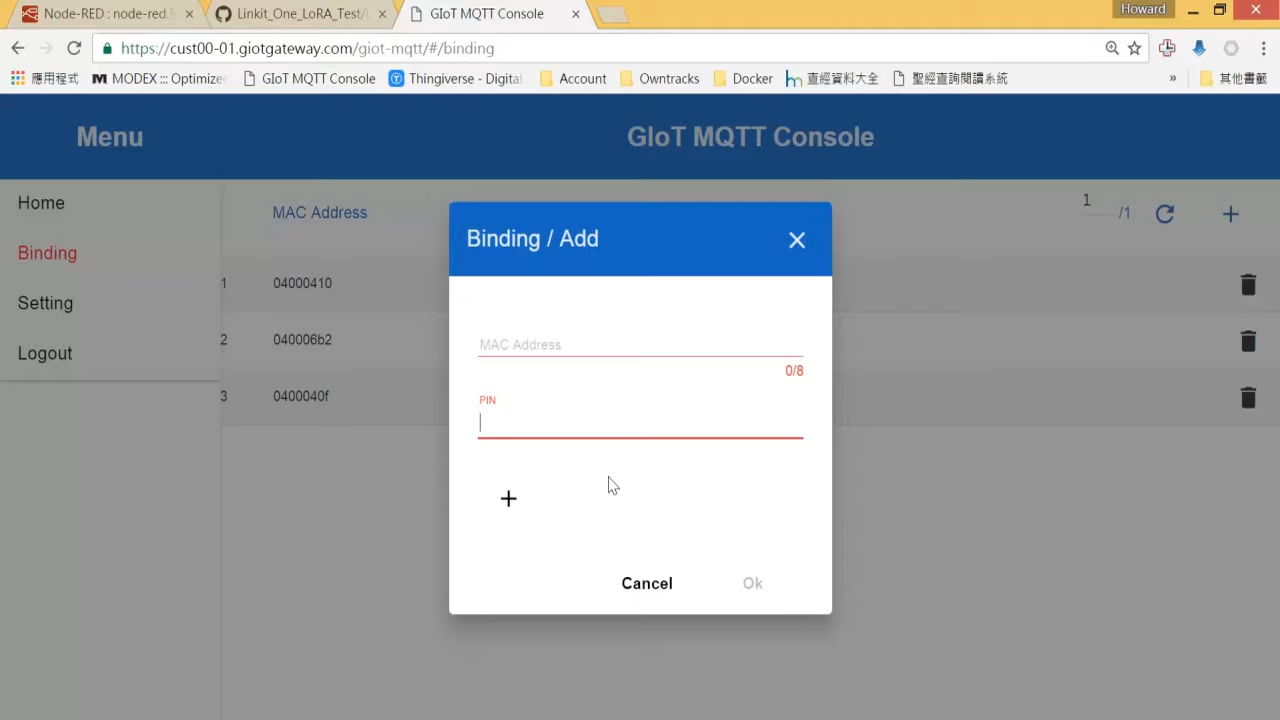 Node-RED : node-red.
Linkit_One_LoRA_Test/
GIoT MQTT Console
Howard
https://cust00-01.giotgateway.com/giot-mqtt/#/binding
應用程式
MODEX ::: Optimize
GIoT MQTT Console
Thingiverse - Digital
Account
Owntracks
Docker
查經資料大全
聖經查詢閱讀系統
»
其他書籤
Menu
GIoT MQTT Console
Home
Binding
Setting
Logout
MAC Address
1
/1
1
04000410
2
040006b2
3
0400040f
Binding / Add
MAC Address
0/8
PIN
Cancel
Ok